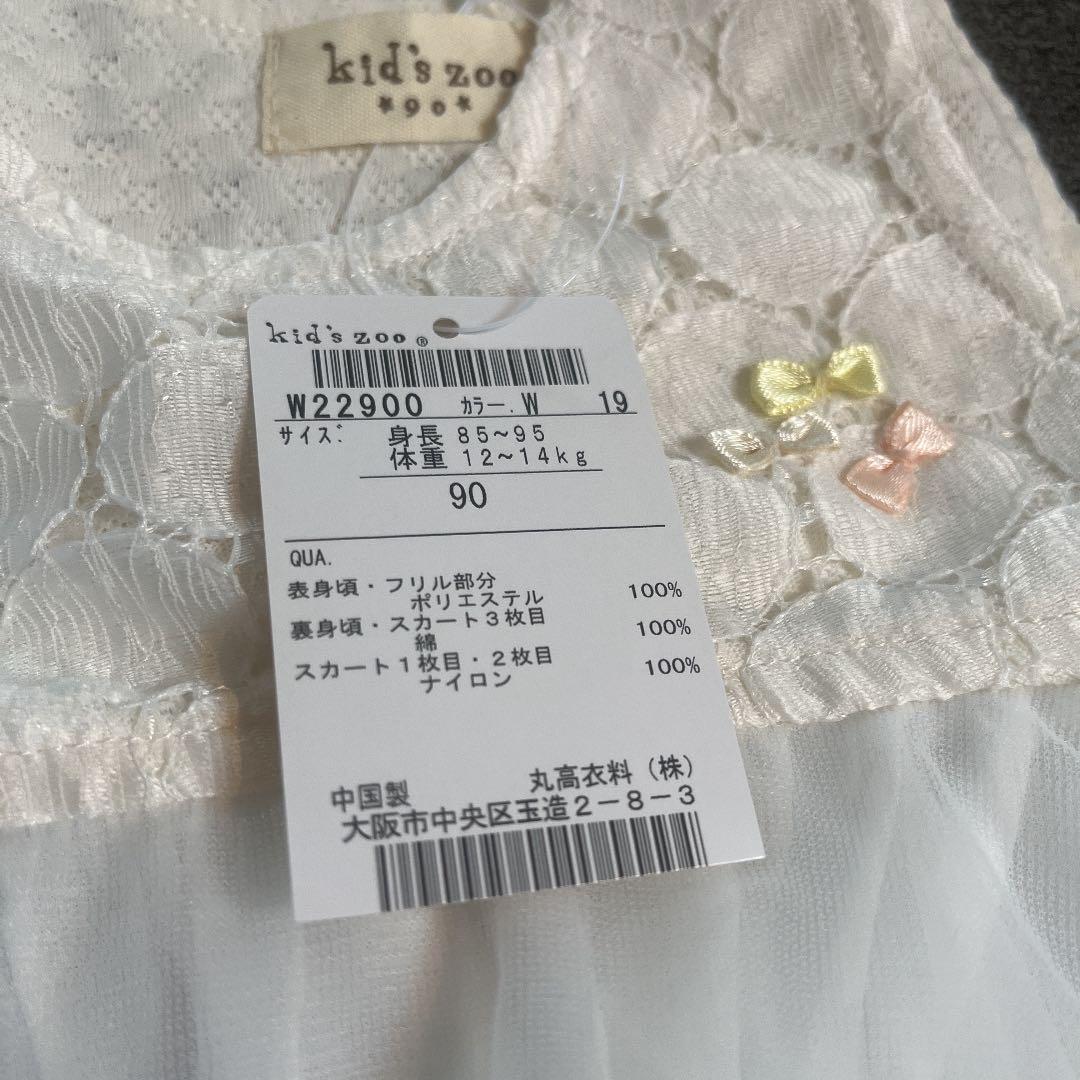 kid's zoo
*90*
kid's zoo®
W22900 カラー.W 19
サイズ: 身長 85~95
体重 12~14kg
90
QUA.
表身頃・フリル部分
ポリエステル 100%
裏身頃・スカート3枚目
綿 100%
スカート1枚目・2枚目
ナイロン 100%
中国製 丸高衣料(株)
大阪市中央区玉造2-8-3